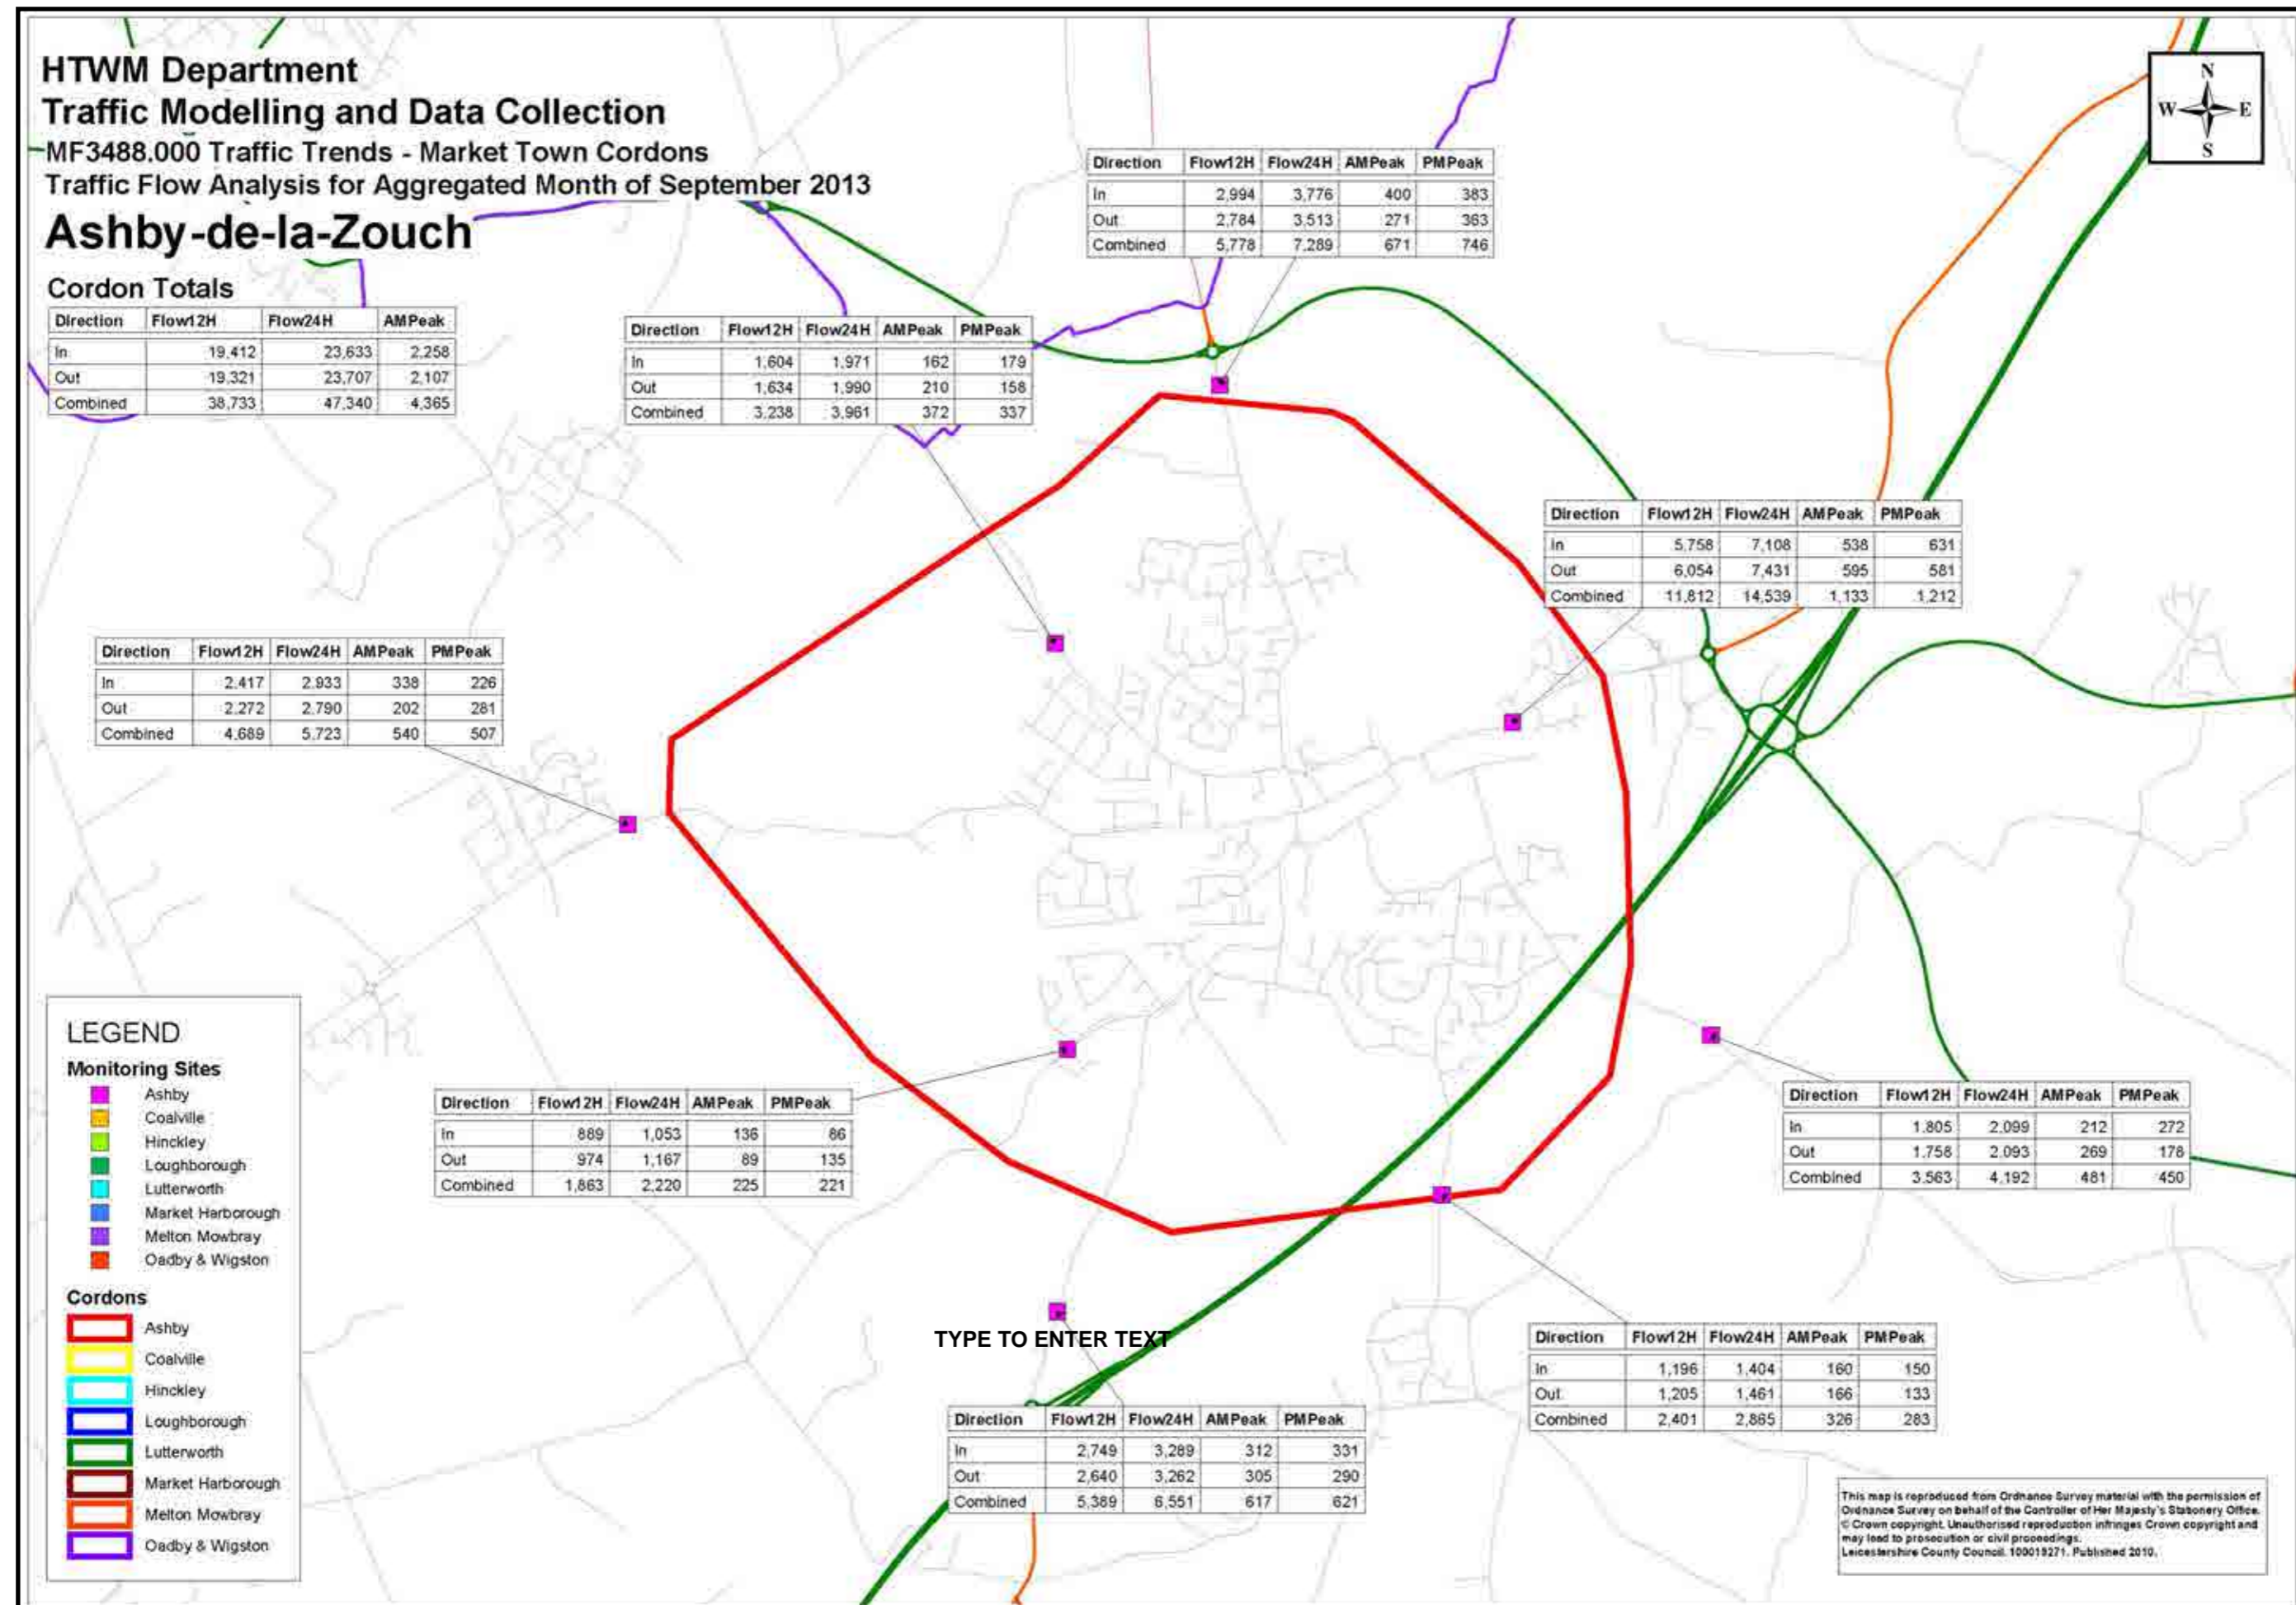 HTWM Department
Traffic Modelling and Data Collection
MF3488.000 Traffic Trends - Market Town Cordons
Traffic Flow Analysis for Aggregated Month of September 2013
Ashby-de-la-Zouch
Cordon Totals
Direction Flow12H Flow24H AMPeak
In 19,412 23,633 2,258
Out 19,321 23,707 2,107
Combined 38,733 47,340 4,365
Direction Flow12H Flow24H AMPeak PMPeak
In 1,604 1,971 162 179
Out 1,634 1,990 210 158
Combined 3,238 3,961 372 337
Direction Flow12H Flow24H AMPeak PMPeak
In 2,994 3,776 400 383
Out 2,784 3,513 271 363
Combined 5,778 7,289 671 746
N
W E
S
Direction Flow12H Flow24H AMPeak PMPeak
In 5,758 7,108 538 631
Out 6,054 7,431 595 581
Combined 11,812 14,539 1,133 1,212
Direction Flow12H Flow24H AMPeak PMPeak
In 2,417 2,933 338 226
Out 2,272 2,790 202 281
Combined 4,689 5,723 540 507
Direction Flow12H Flow24H AMPeak PMPeak
In 889 1,053 136 86
Out 974 1,167 89 135
Combined 1,863 2,220 225 221
Direction Flow12H Flow24H AMPeak PMPeak
In 1,805 2,099 212 272
Out 1,758 2,093 269 178
Combined 3,563 4,192 481 450
TYPE TO ENTER TEXT
Direction Flow12H Flow24H AMPeak PMPeak
In 2,749 3,289 312 331
Out 2,640 3,262 305 290
Combined 5,389 6,551 617 621
Direction Flow12H Flow24H AMPeak PMPeak
In 1,196 1,404 160 150
Out 1,205 1,461 166 133
Combined 2,401 2,865 326 283
LEGEND
Monitoring Sites
Ashby
Coalville
Hinckley
Loughborough
Lutterworth
Market Harborough
Melton Mowbray
Oadby & Wigston
Cordons
Ashby
Coalville
Hinckley
Loughborough
Lutterworth
Market Harborough
Melton Mowbray
Oadby & Wigston
This map is reproduced from Ordnance Survey material with the permission of
Ordnance Survey on behalf of the Controller of Her Majesty's Stationery Office.
© Crown copyright. Unauthorised reproduction infringes Crown copyright and
may lead to prosecution or civil proceedings.
Leicestershire County Council. 100019271. Published 2010.